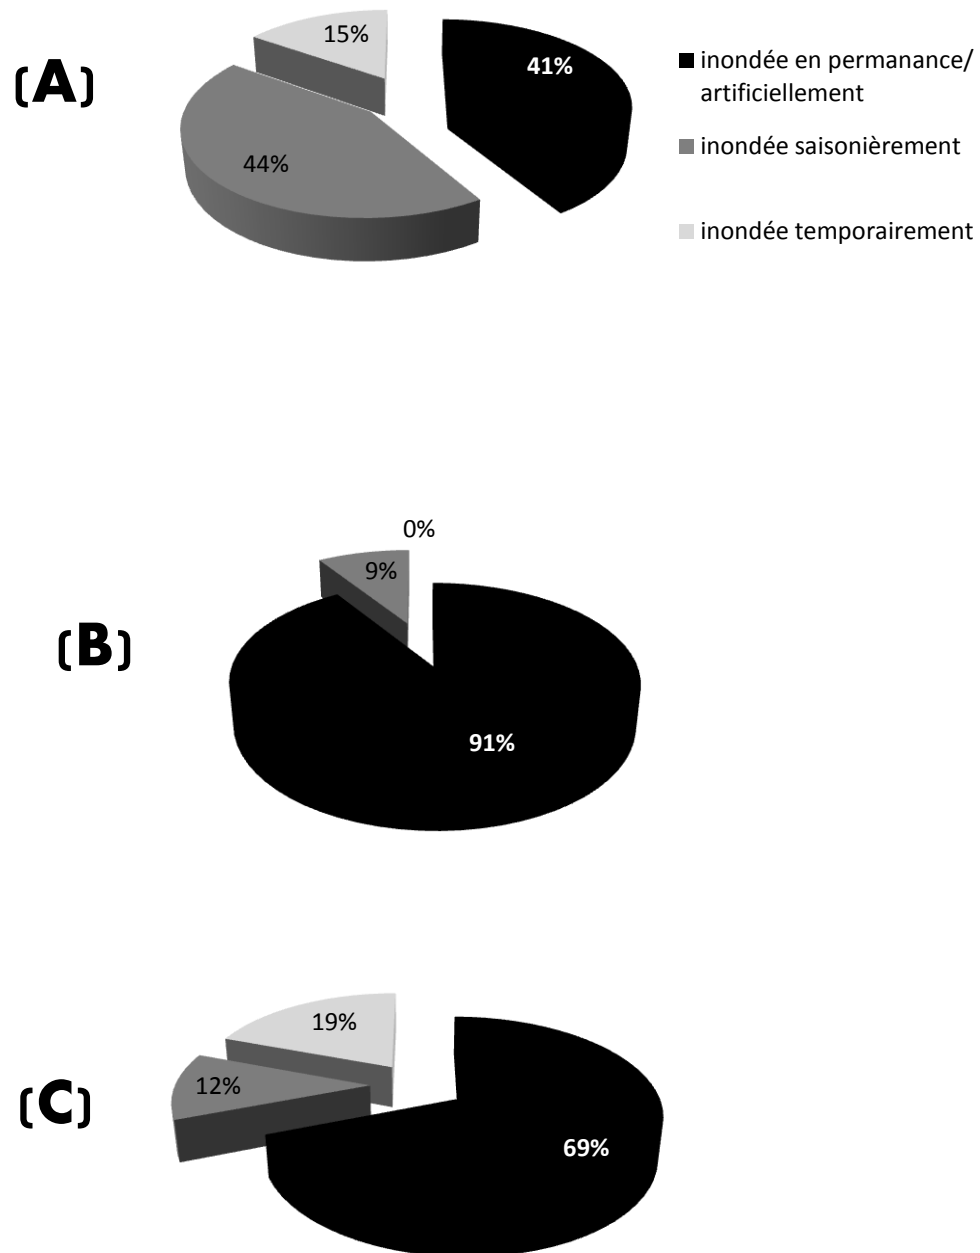 15%
41%
(A)
44%
inondée en permanance/
artificiellement
inondée saisonièrement
inondée temporairement
0%
9%
(B)
91%
19%
12%
(C)
69%